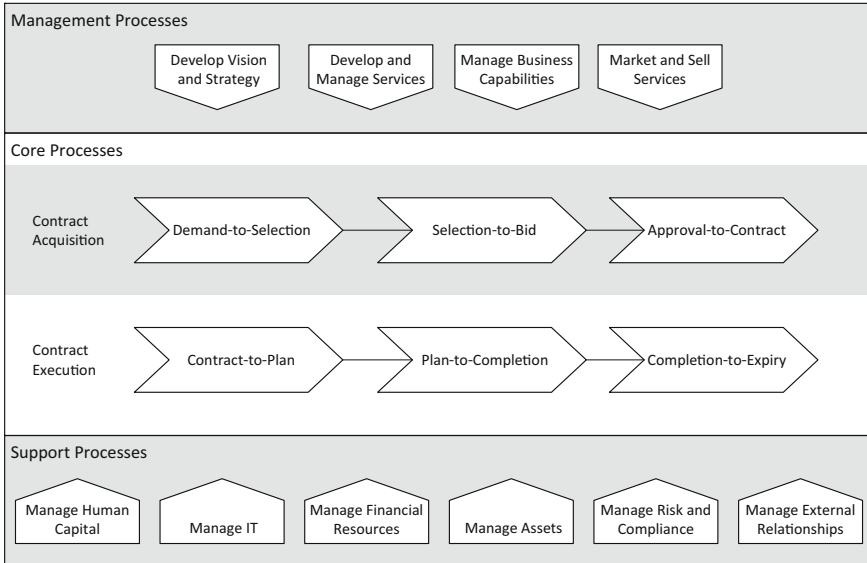 Management Processes
Develop Vision
and Strategy
Develop and
Manage Services
Manage Business
Capabilities
Market and Sell
Services
Core Processes
Contract
Acquisition
Demand-to-Selection
Selection-to-Bid
Approval-to-Contract
Contract
Execution
Contract-to-Plan
Plan-to-Completion
Completion-to-Expiry
Support Processes
Manage Human
Capital
Manage IT
Manage Financial
Resources
Manage Assets
Manage Risk and
Compliance
Manage External
Relationships